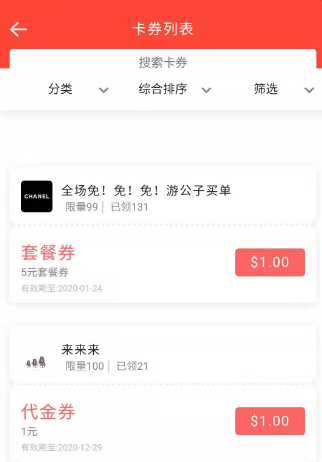 卡券列表
搜索卡券
分类 综合排序 筛选
CHANEL
全场免！免！免！游公子买单
限量99 | 已领131
套餐券
5元套餐券
有效期至:2020-01-24
$1.00
来来来
限量100 | 已领21
代金券
1元
有效期至:2020-12-29
$1.00